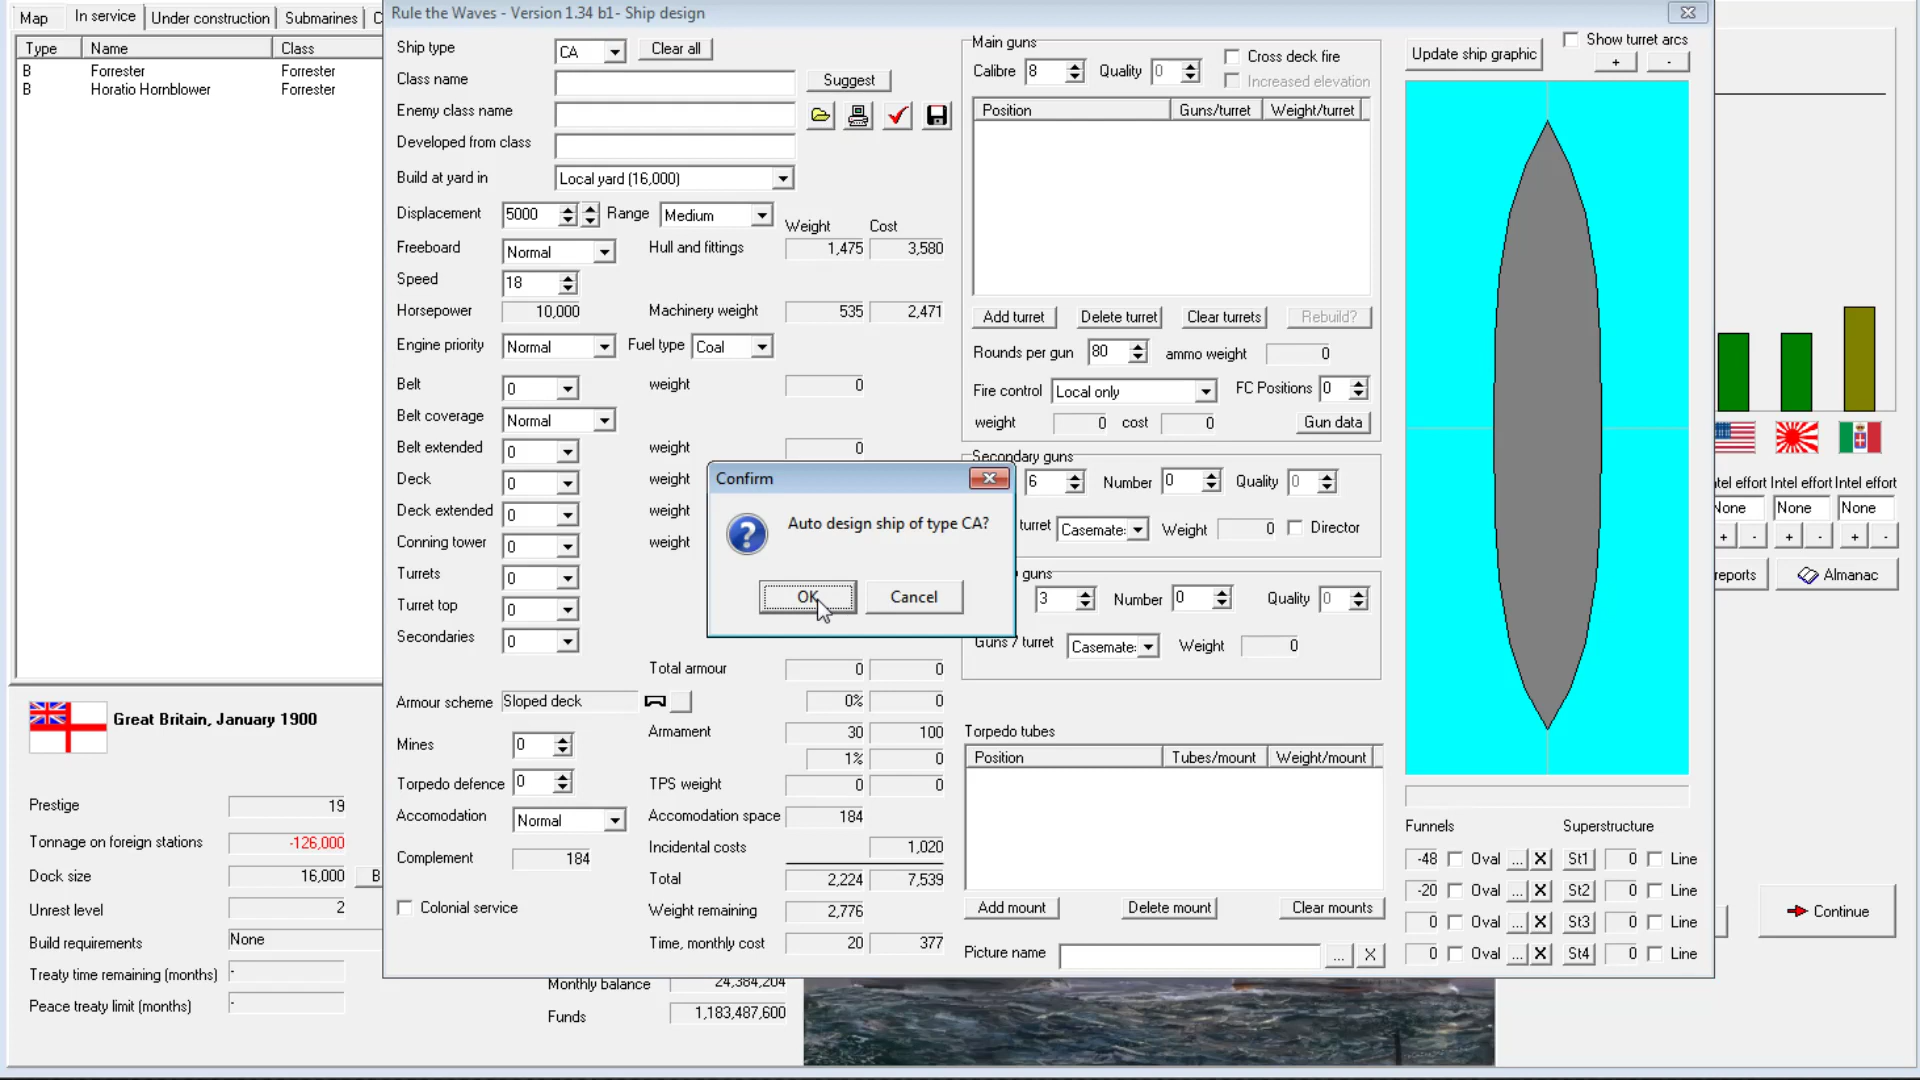 Map
In service
Under construction
Submarines
C
Rule the Waves - Version 1.34 b1- Ship design
Type
Name
Class
B
Forrester
Forrester
B
Horatio Hornblower
Forrester
Ship type
CA
Clear all
Class name
Suggest
Enemy class name
Developed from class
Build at yard in
Local yard (16,000)
Displacement
5000
Range
Medium
Weight
Cost
Freeboard
Normal
Hull and fittings
1,475
3,580
Speed
18
Horsepower
10,000
Machinery weight
535
2,471
Engine priority
Normal
Fuel type
Coal
Belt
0
weight
0
Belt coverage
Normal
Belt extended
0
weight
0
Deck
0
weight
Deck extended
0
weight
Conning tower
0
weight
Turrets
0
Turret top
0
Secondaries
0
Total armour
0
0
Armour scheme
Sloped deck
0%
0
Armament
30
100
Mines
0
1%
0
Torpedo defence
0
TPS weight
0
0
Accomodation
Normal
Accomodation space
184
Incidental costs
1,020
Complement
184
Total
2,224
7,539
Colonial service
Weight remaining
2,776
Time, monthly cost
20
377
Confirm
Auto design ship of type CA?
OK
Cancel
Main guns
Calibre
8
Quality
0
Cross deck fire
Increased elevation
Position
Guns/turret
Weight/turret
Add turret
Delete turret
Clear turrets
Rebuild?
Rounds per gun
80
ammo weight
0
Fire control
Local only
FC Positions
0
weight
0
cost
0
Gun data
Secondary guns
6
Number
0
Quality
0
turret
Casemate:
Weight
0
Director
guns
3
Number
0
Quality
0
Guns / turret
Casemate:
Weight
0
Torpedo tubes
Position
Tubes/mount
Weight/mount
Add mount
Delete mount
Clear mounts
Picture name
...
X
Update ship graphic
Show turret arcs
+
-
Funnels
Superstructure
-48
Oval
...
X
St1
0
Line
-20
Oval
...
X
St2
0
Line
0
Oval
...
X
St3
0
Line
0
Oval
...
X
St4
0
Line
tel effort
Intel effort
Intel effort
None
None
None
+
-
+
-
+
-
reports
Almanac
Continue
Great Britain, January 1900
Prestige
19
Tonnage on foreign stations
-126,000
Dock size
16,000
B
Unrest level
2
Build requirements
None
Treaty time remaining (months)
-
Peace treaty limit (months)
-
Monthly balance
24,384,204
Funds
1,183,487,600